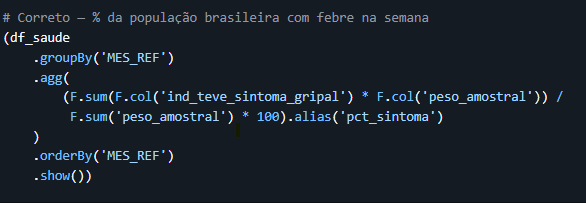 # Correto — % da população brasileira com febre na semana
(df_saude
    .groupBy('MES_REF')
    .agg(
        (F.sum(F.col('ind_teve_sintoma_gripal') * F.col('peso_amostral')) /
         F.sum('peso_amostral') * 100).alias('pct_sintoma')
    )
    .orderBy('MES_REF')
    .show())